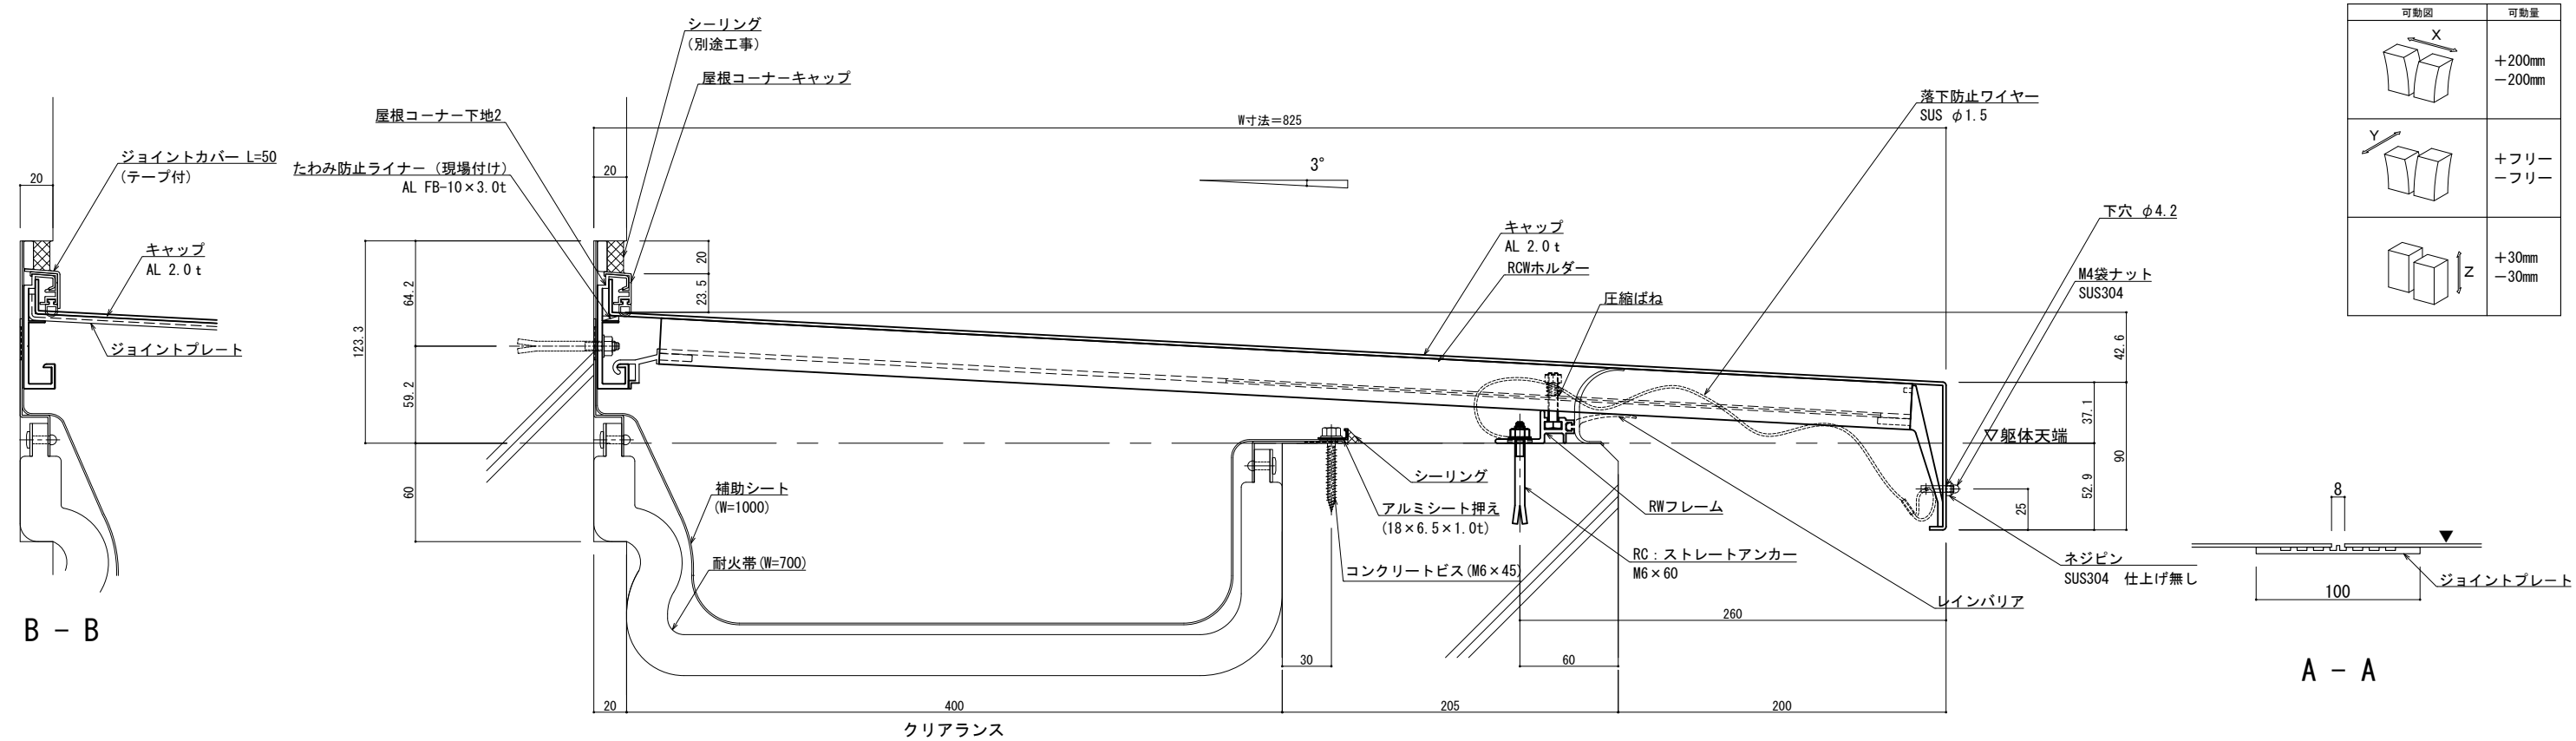 シーリング
(別途工事)
屋根コーナーキャップ
屋根コーナー下地2
ジョイントカバー L=50
(テープ付)
たわみ防止ライナー (現場付け)
AL FB-10×3.0t
20
キャップ
AL 2.0t
ジョイントプレート
B - B
W寸法=825
20
3°
落下防止ワイヤー
SUS φ1.5
キャップ
AL 2.0t
RCWホルダー
圧縮ばね
下穴 φ4.2
M4袋ナット
SUS304
20
23.5
64.2
123.3
59.2
60
42.6
37.1
▽躯体天端
90
52.9
25
補助シート
(W=1000)
耐火帯(W=700)
シーリング
アルミシート押え
(18×6.5×1.0t)
コンクリートビス(M6×45)
RWフレーム
RC:ストレートアンカー
M6×60
レインバリア
ネジピン
SUS304 仕上げ無し
260
30
60
20
400
205
200
クリアランス
可動図
可動量
X
+200mm
-200mm
Y
+フリー
-フリー
Z
+30mm
-30mm
8
ジョイントプレート
100
A - A